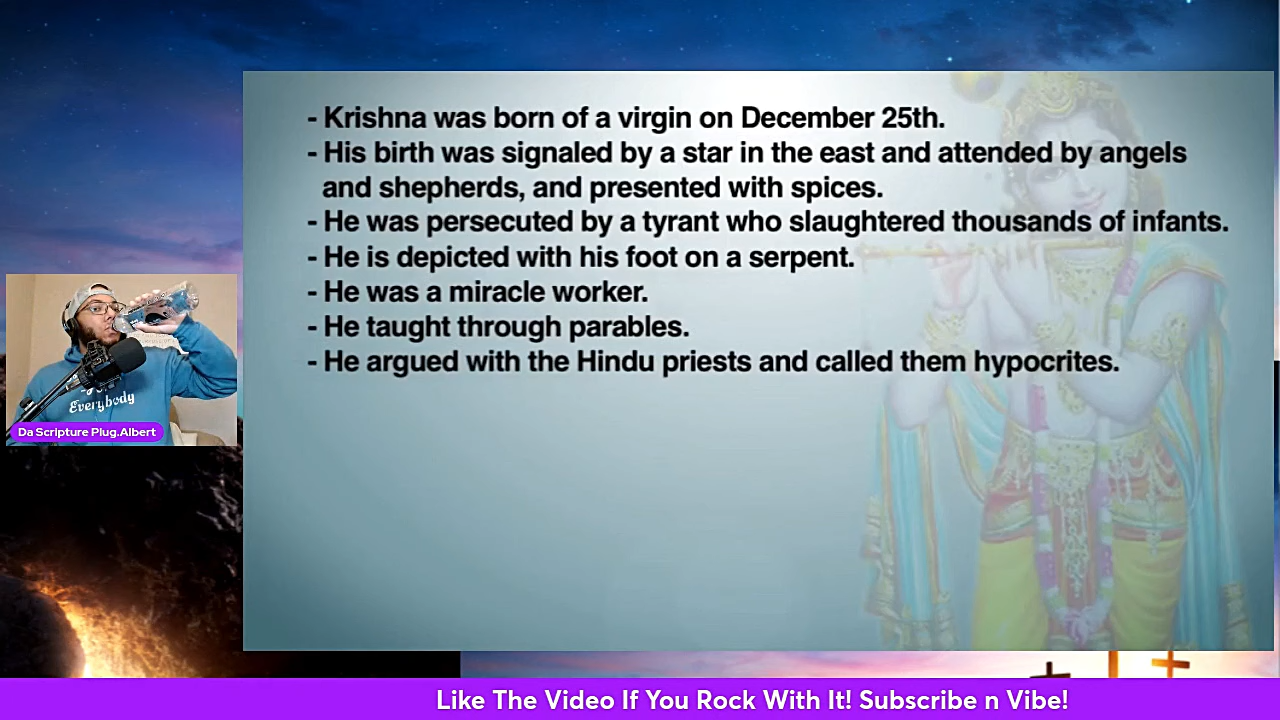 - Krishna was born of a virgin on December 25th.
- His birth was signaled by a star in the east and attended by angels
and shepherds, and presented with spices.
- He was persecuted by a tyrant who slaughtered thousands of infants.
- He is depicted with his foot on a serpent.
- He was a miracle worker.
- He taught through parables.
- He argued with the Hindu priests and called them hypocrites.
Everybody
Da Scripture Plug.Albert
Like The Video If You Rock With It! Subscribe n Vibe!